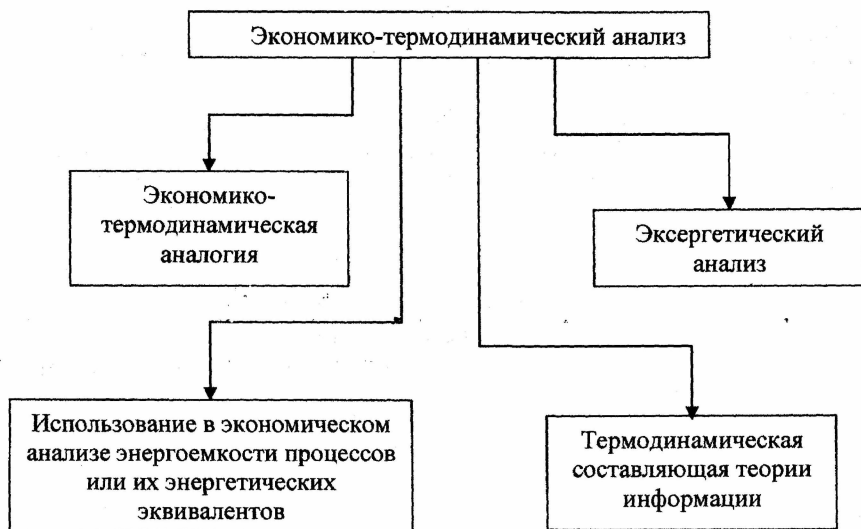 Экономико-термодинамический анализ
Экономико-
термодинамическая
аналогия
Эксергетический
анализ
Использование в экономическом
анализе энергоемкости процессов
или их энергетических
эквивалентов
Термодинамическая
составляющая теории
информации